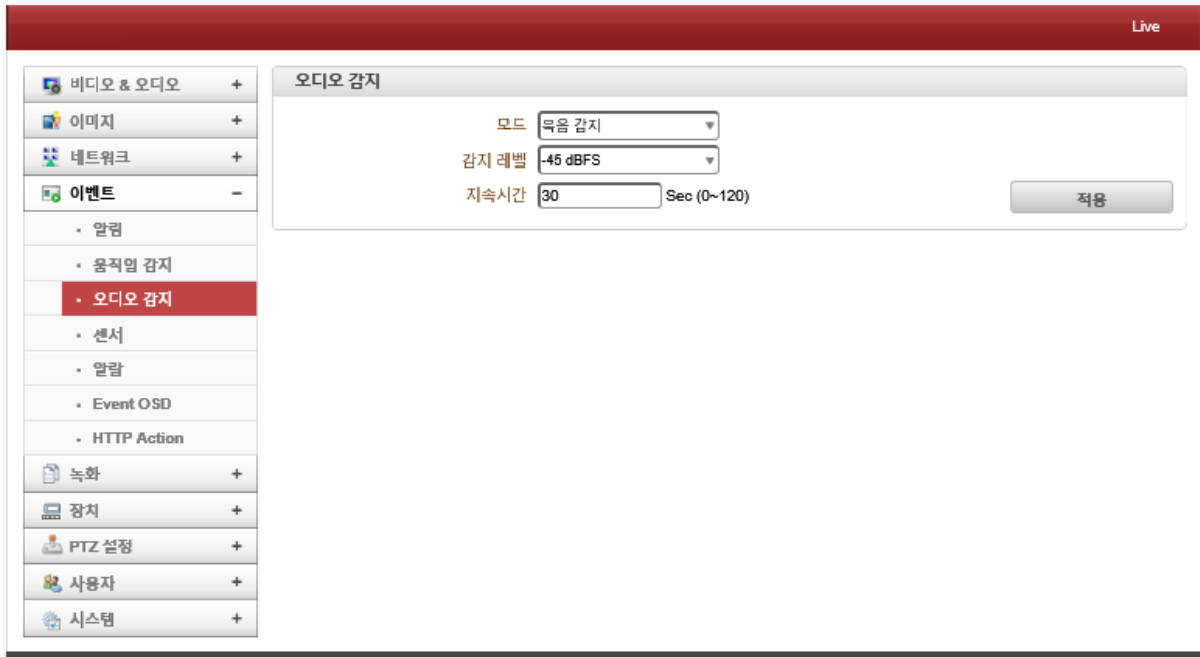 Live
비디오 & 오디오 +
이미지 +
네트워크 +
이벤트 −
· 알림
· 움직임 감지
· 오디오 감지
· 센서
· 알람
· Event OSD
· HTTP Action
녹화 +
장치 +
PTZ 설정 +
사용자 +
시스템 +
오디오 감지
모드 묵음 감지
감지 레벨 -45 dBFS
지속시간 30 Sec (0~120)
적용